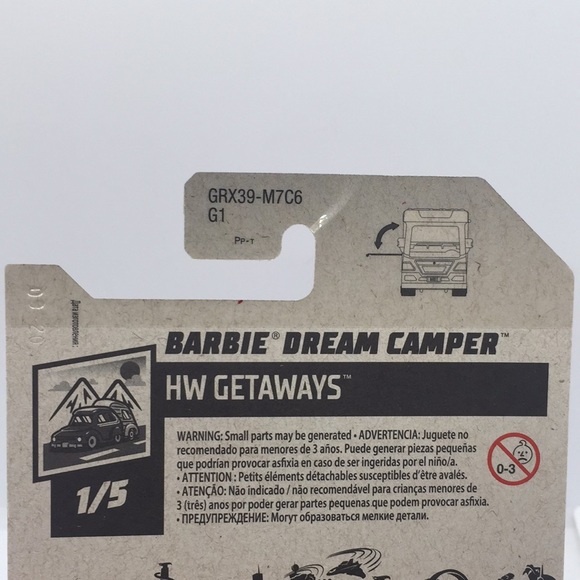 GRX39-M7C6
G1
PP-T
BARBIE® DREAM CAMPER™
HW GETAWAYS™
1/5
WARNING: Small parts may be generated • ADVERTENCIA: Juguete no
recomendado para menores de 3 años. Puede generar piezas pequeñas
que podrían provocar asfixia en caso de ser ingeridas por el niño/a.
• ATTENTION : Petits éléments détachables susceptibles d'être avalés.
• ATENÇÃO: Não indicado / não recomendável para crianças menores de
3 (três) anos por poder gerar partes pequenas que podem provocar asfixia.
• ПРЕДУПРЕЖДЕНИЕ: Могут образоваться мелкие детали.
0-3
Дата изготовления :